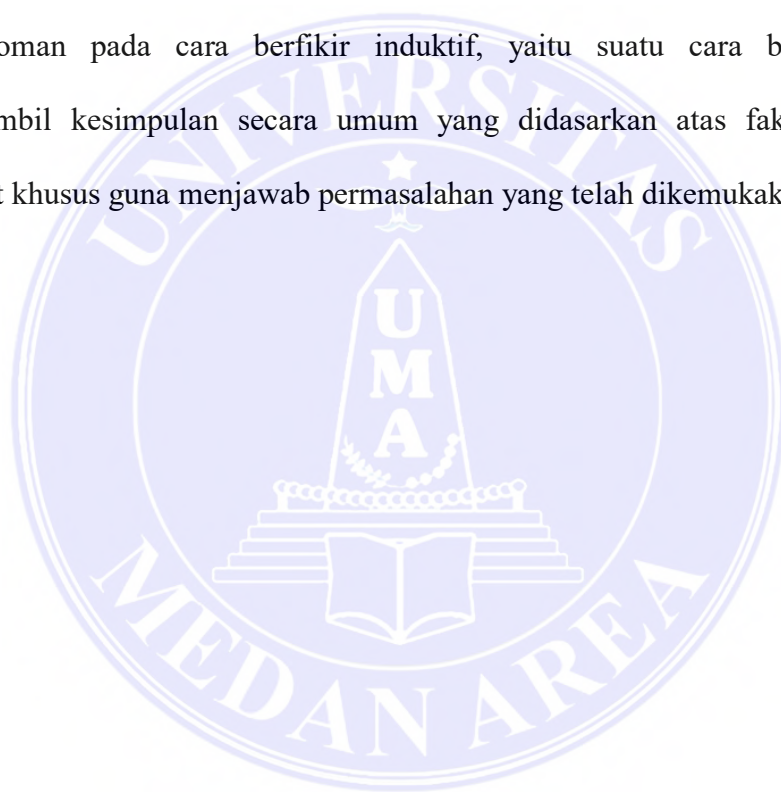 oman pada cara berfikir induktif, yaitu suatu cara b
mbil kesimpulan secara umum yang didasarkan atas fak
t khusus guna menjawab permasalahan yang telah dikemukak
UNIVERSITAS
U
M
A
MEDAN AREA